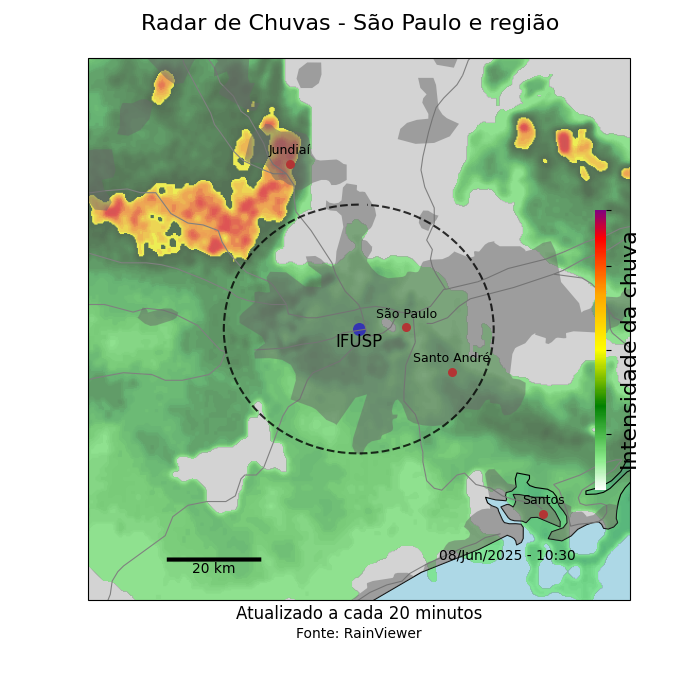 Radar de Chuvas - São Paulo e região
Jundiaí
São Paulo
IFUSP
Santo André
Intensidade da chuva
Santos
08/Jun/2025 - 10:30
20 km
Atualizado a cada 20 minutos
Fonte: RainViewer